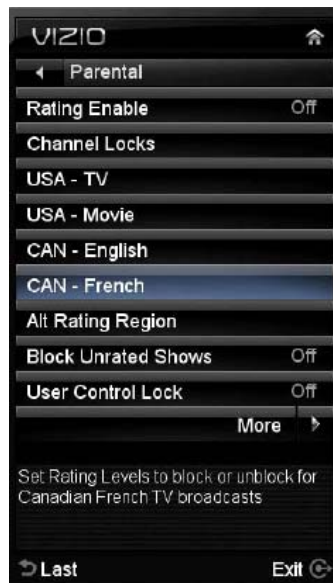 VIZIO
Parental
Rating Enable Off
Channel Locks
USA - TV
USA - Movie
CAN - English
CAN - French
Alt Rating Region
Block Unrated Shows Off
User Control Lock Off
More
Set Rating Levels to block or unblock for
Canadian French TV broadcasts
Last Exit